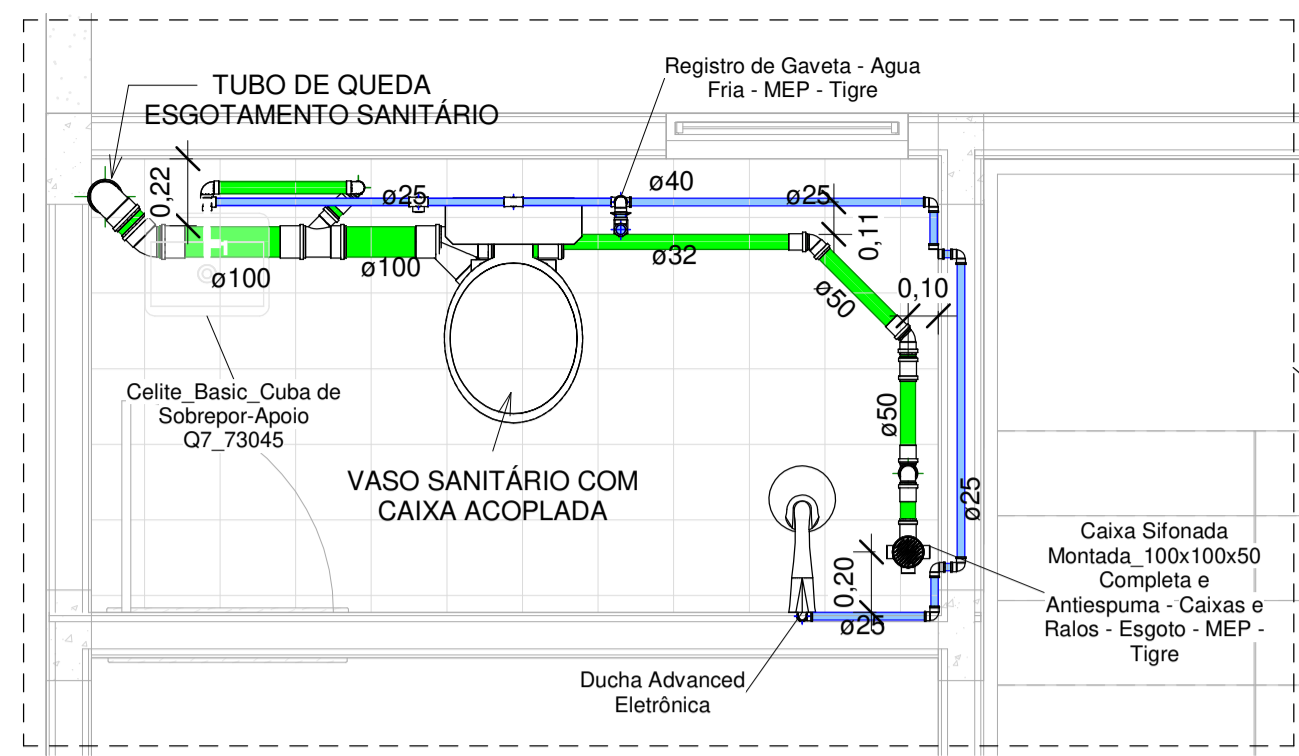 Registro de Gaveta - Agua
Fria - MEP - Tigre
TUBO DE QUEDA
ESGOTAMENTO SANITÁRIO
0,22
ø25
ø40
ø25
0,11
ø100
ø100
ø32
ø50
0,10
Celite_Basic_Cuba de
Sobrepor-Apoio
Q7_73045
ø50
VASO SANITÁRIO COM
CAIXA ACOPLADA
ø25
Caixa Sifonada
Montada_100x100x50
Completa e
Antiespuma - Caixas e
Ralos - Esgoto - MEP -
Tigre
0,20
ø25
Ducha Advanced
Eletrônica